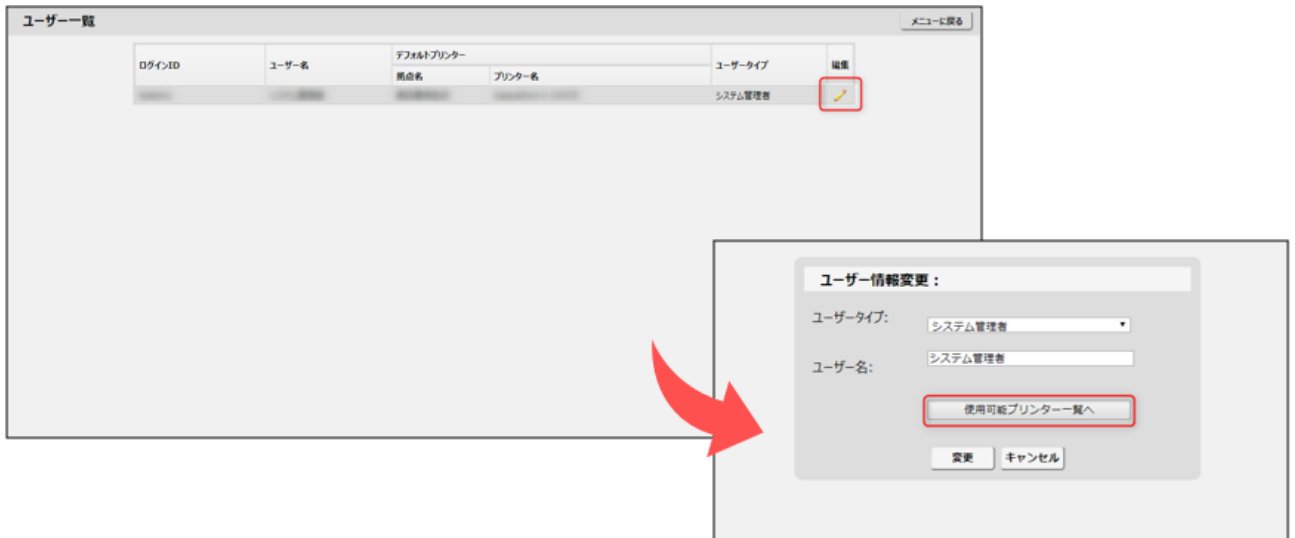 ユーザー一覧
メニューに戻る
ログインID
ユーザー名
デフォルトプリンター
拠点名
プリンター名
ユーザータイプ
編集
システム管理者
ユーザー情報変更：
ユーザータイプ:
システム管理者
ユーザー名:
システム管理者
使用可能プリンター一覧へ
変更
キャンセル